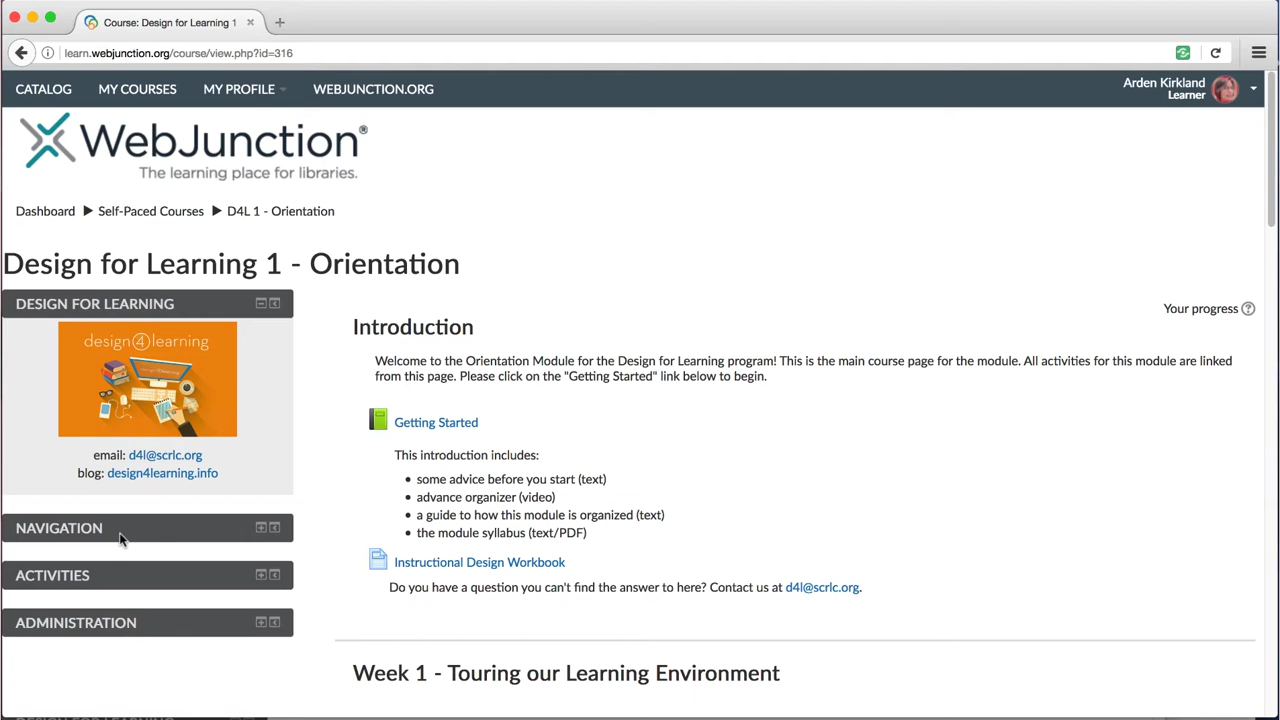 Course: Design for Learning 1
learn.webjunction.org/course/view.php?id=316
CATALOG MY COURSES MY PROFILE WEBJUNCTION.ORG
Arden Kirkland
Learner
WebJunction®
The learning place for libraries.
Dashboard ▶ Self-Paced Courses ▶ D4L 1 - Orientation
Design for Learning 1 - Orientation
DESIGN FOR LEARNING
design 4 learning
email: d4l@scrlc.org
blog: design4learning.info
NAVIGATION
ACTIVITIES
ADMINISTRATION
Your progress
Introduction
Welcome to the Orientation Module for the Design for Learning program! This is the main course page for the module. All activities for this module are linked
from this page. Please click on the "Getting Started" link below to begin.
Getting Started
This introduction includes:
• some advice before you start (text)
• advance organizer (video)
• a guide to how this module is organized (text)
• the module syllabus (text/PDF)
Instructional Design Workbook
Do you have a question you can't find the answer to here? Contact us at d4l@scrlc.org.
Week 1 - Touring our Learning Environment